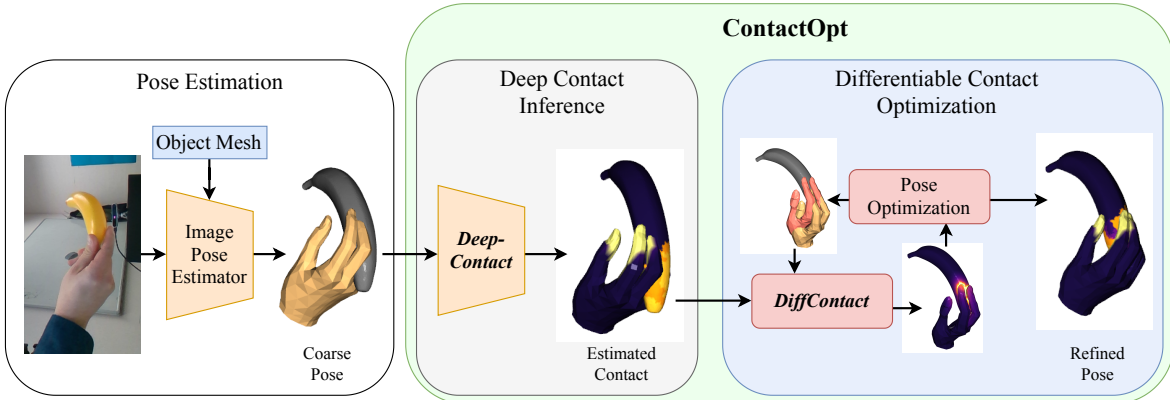 ContactOpt
Pose Estimation
Object Mesh
Image
Pose
Estimator
Coarse
Pose
Deep Contact
Inference
Deep-
Contact
Estimated
Contact
Differentiable Contact
Optimization
Pose
Optimization
DiffContact
Refined
Pose